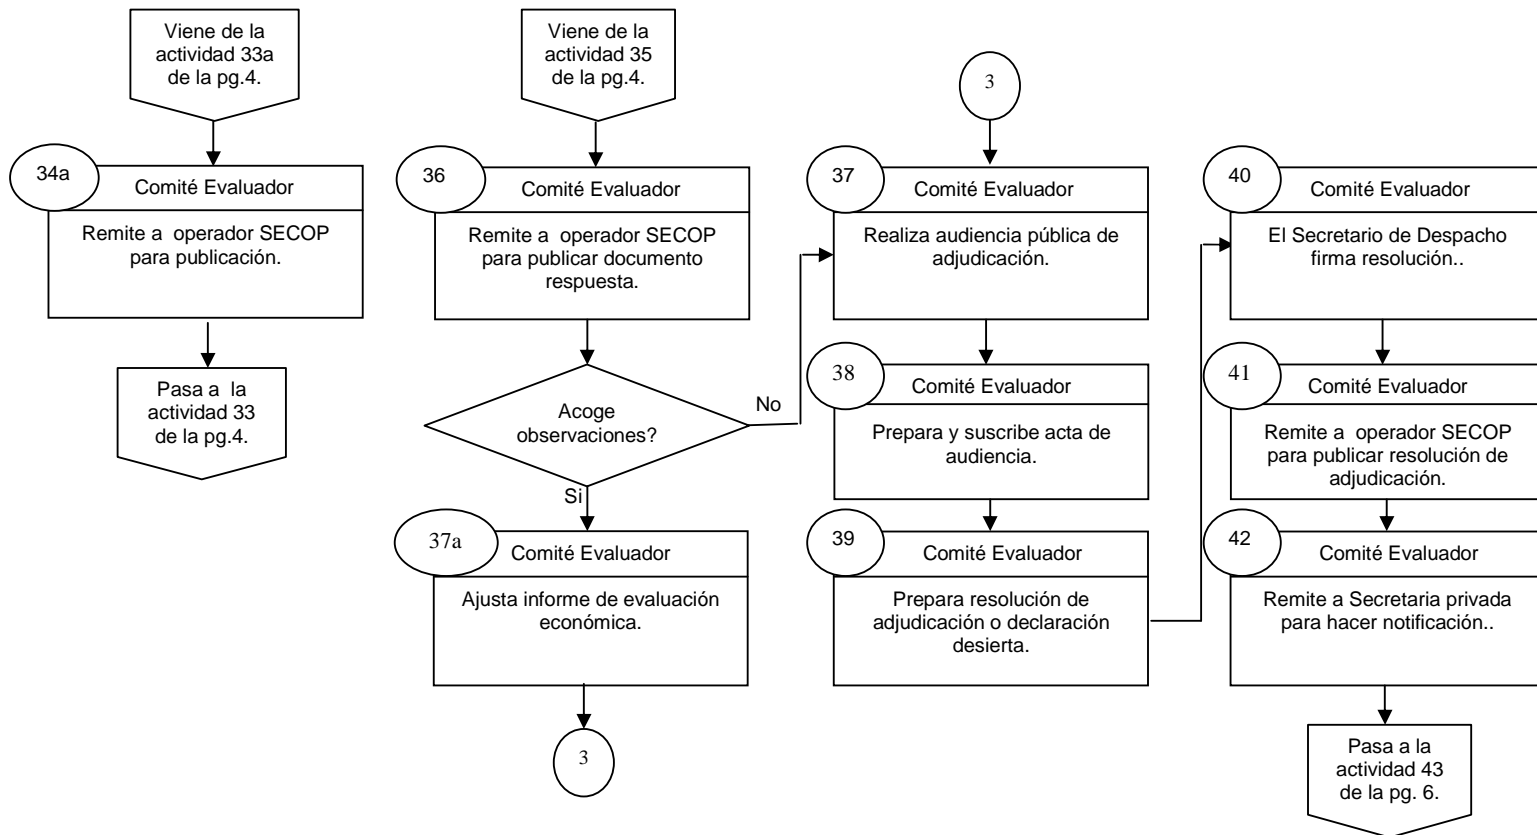 Viene de la
actividad 33a
de la pg.4.
34a
Comité Evaluador
Remite a operador SECOP
para publicación.
Pasa a la
actividad 33
de la pg.4.
Viene de la
actividad 35
de la pg.4.
36
Comité Evaluador
Remite a operador SECOP
para publicar documento
respuesta.
Acoge
observaciones?
No
Si
37a
Comité Evaluador
Ajusta informe de evaluación
económica.
3
3
37
Comité Evaluador
Realiza audiencia pública de
adjudicación.
38
Comité Evaluador
Prepara y suscribe acta de
audiencia.
39
Comité Evaluador
Prepara resolución de
adjudicación o declaración
desierta.
40
Comité Evaluador
El Secretario de Despacho
firma resolución..
41
Comité Evaluador
Remite a operador SECOP
para publicar resolución de
adjudicación.
42
Comité Evaluador
Remite a Secretaria privada
para hacer notificación..
Pasa a la
actividad 43
de la pg. 6.